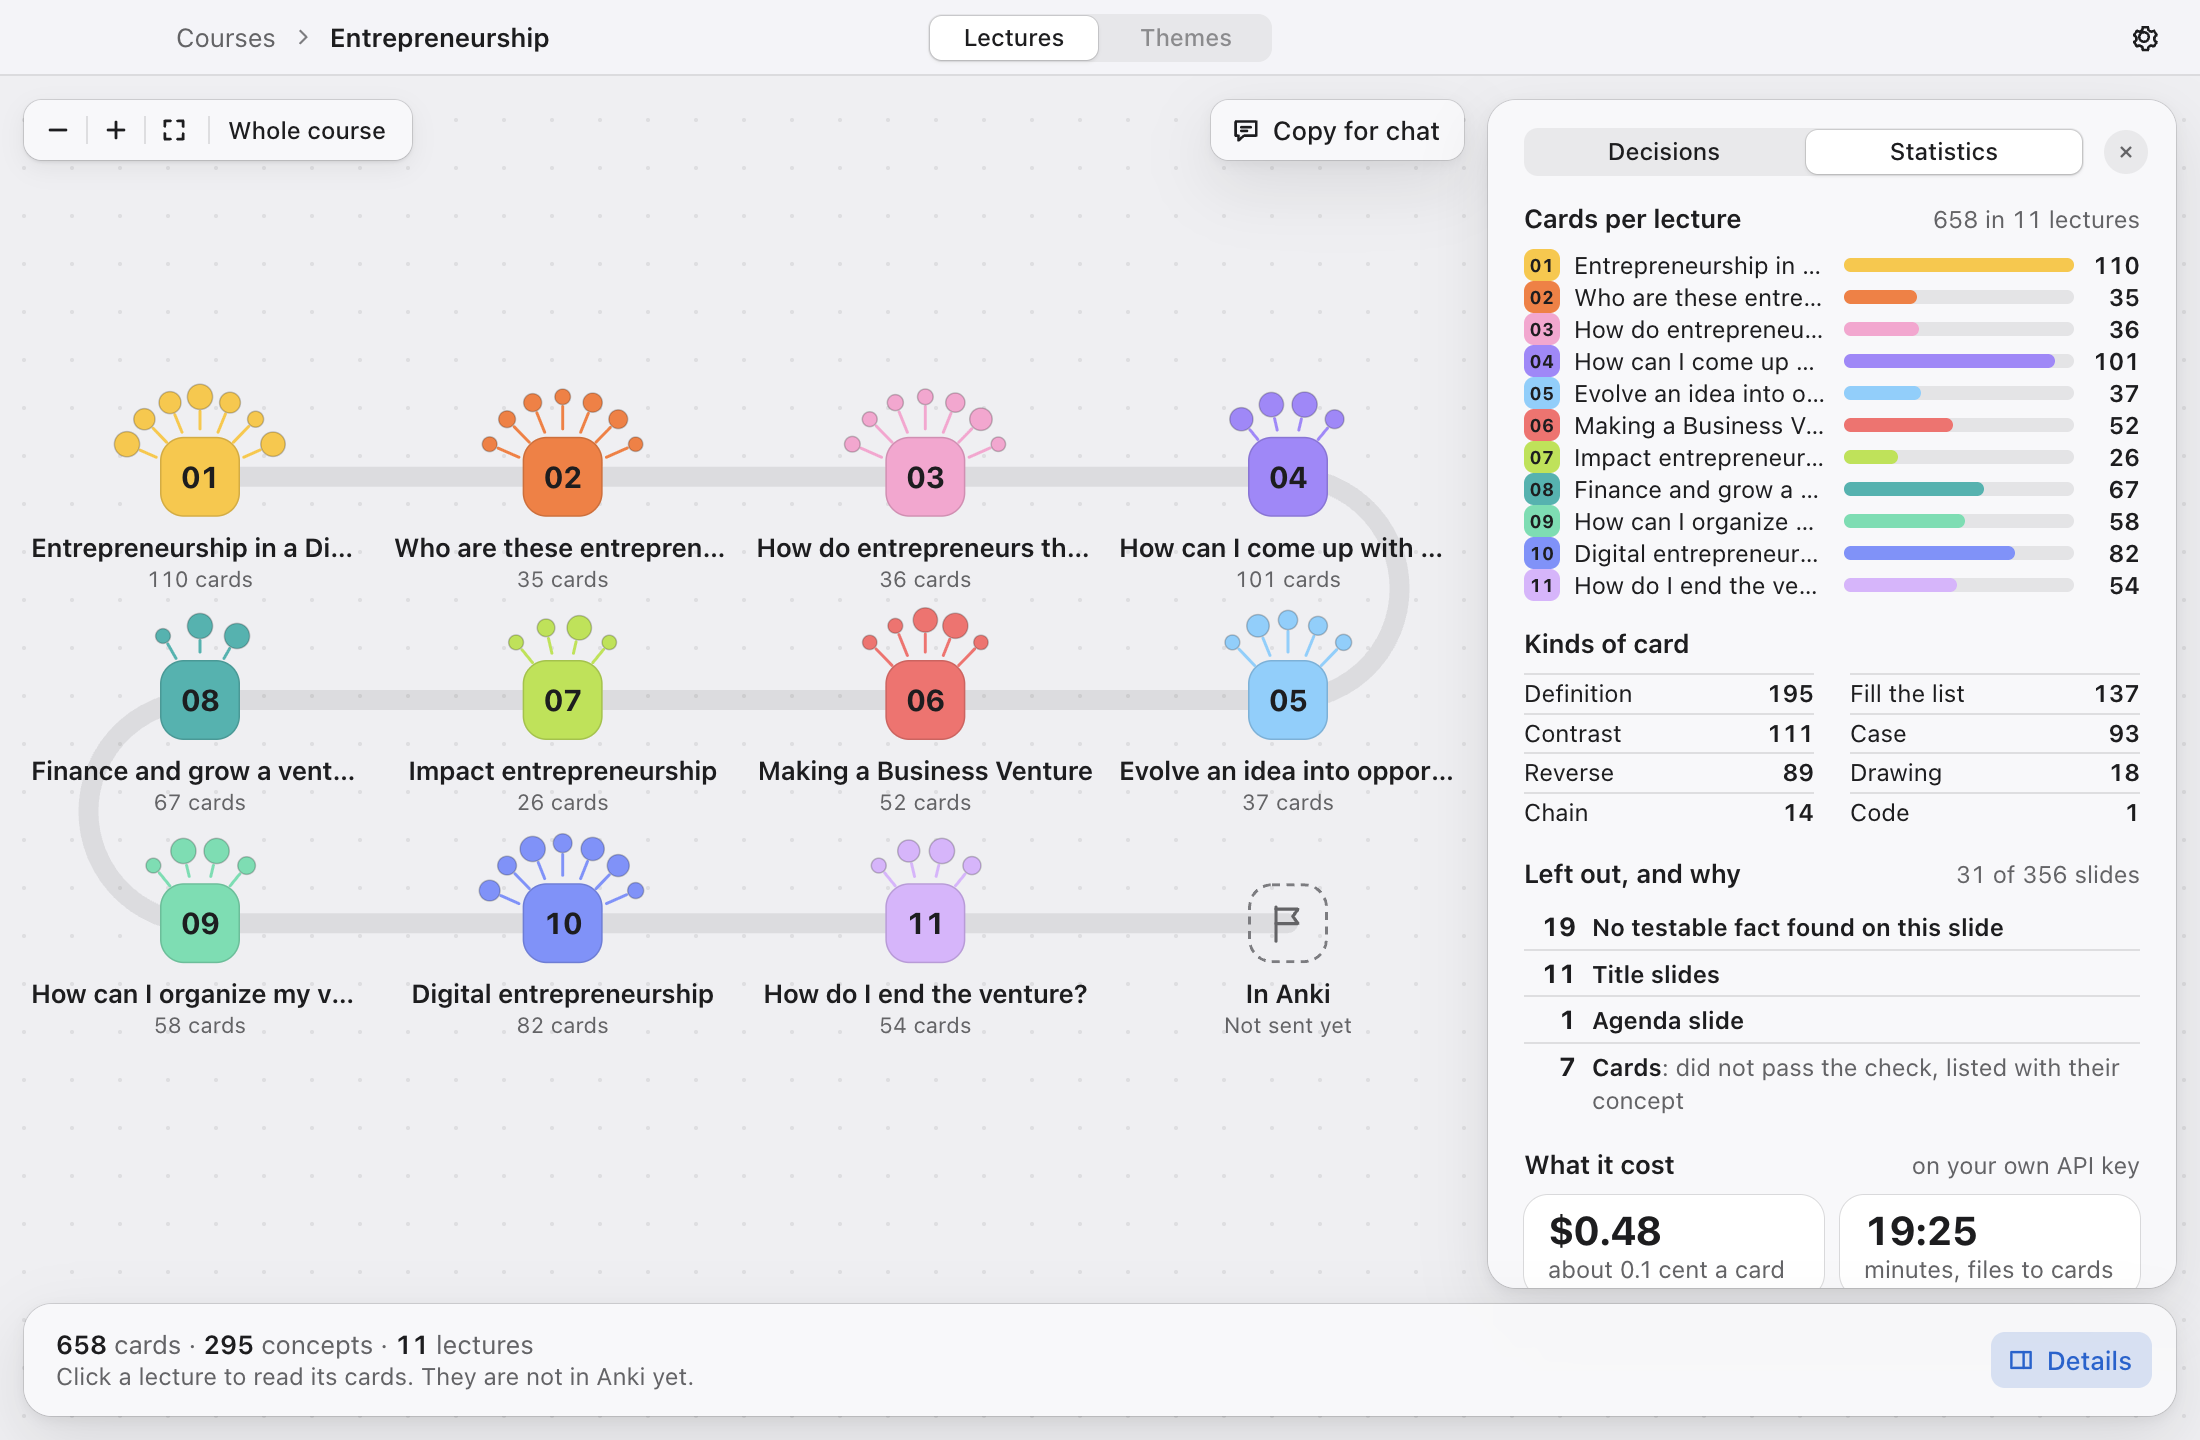 Courses > Entrepreneurship
Lectures
Themes
Whole course
Copy for chat
01
02
03
04
Entrepreneurship in a Di...
Who are these entrepren...
How do entrepreneurs th...
How can I come up with ...
110 cards
35 cards
36 cards
101 cards
08
07
06
05
Finance and grow a vent...
Impact entrepreneurship
Making a Business Venture
Evolve an idea into oppor...
67 cards
26 cards
52 cards
37 cards
09
10
11
How can I organize my v...
Digital entrepreneurship
How do I end the venture?
In Anki
58 cards
82 cards
54 cards
Not sent yet
Decisions
Statistics
Cards per lecture
658 in 11 lectures
01 Entrepreneurship in ... 110
02 Who are these entre... 35
03 How do entrepreneu... 36
04 How can I come up ... 101
05 Evolve an idea into o... 37
06 Making a Business V... 52
07 Impact entrepreneur... 26
08 Finance and grow a ... 67
09 How can I organize ... 58
10 Digital entrepreneur... 82
11 How do I end the ve... 54
Kinds of card
Definition 195
Fill the list 137
Contrast 111
Case 93
Reverse 89
Drawing 18
Chain 14
Code 1
Left out, and why
31 of 356 slides
19 No testable fact found on this slide
11 Title slides
1 Agenda slide
7 Cards: did not pass the check, listed with their
concept
What it cost
on your own API key
$0.48
about 0.1 cent a card
19:25
minutes, files to cards
658 cards · 295 concepts · 11 lectures
Click a lecture to read its cards. They are not in Anki yet.
Details